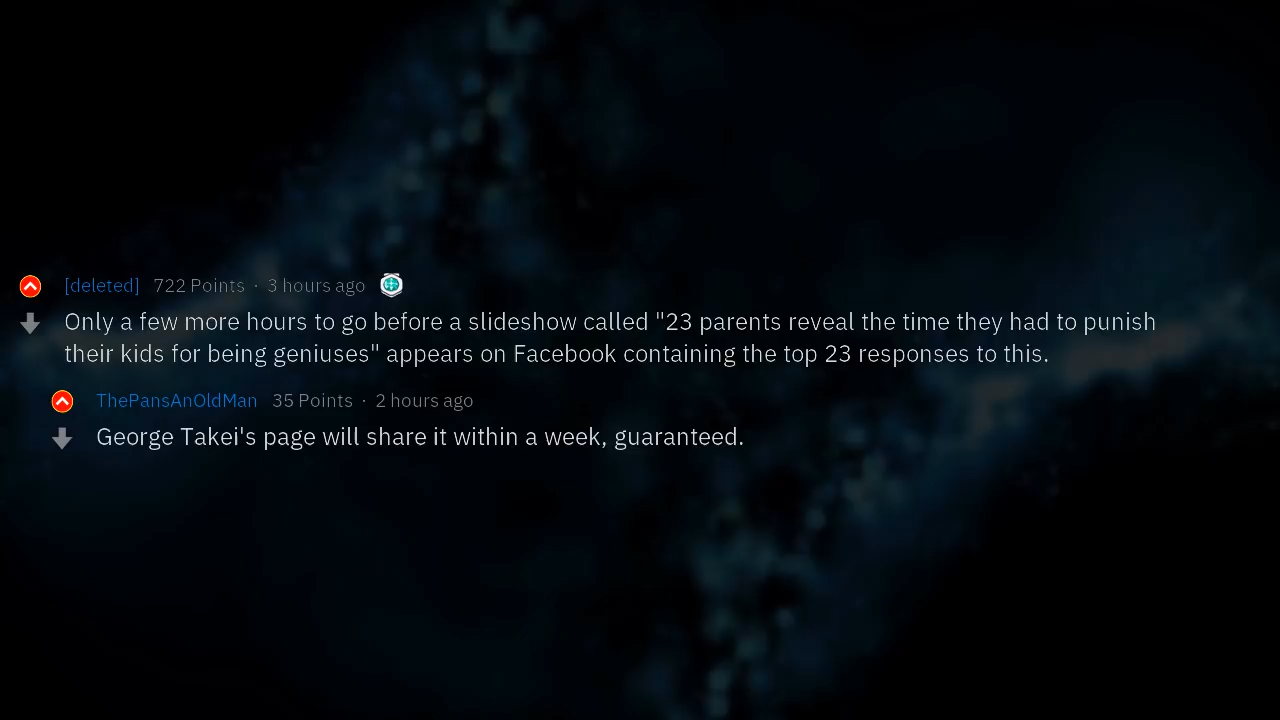 [deleted] 722 Points · 3 hours ago
Only a few more hours to go before a slideshow called "23 parents reveal the time they had to punish
their kids for being geniuses" appears on Facebook containing the top 23 responses to this.
ThePansAnOldMan 35 Points · 2 hours ago
George Takei's page will share it within a week, guaranteed.